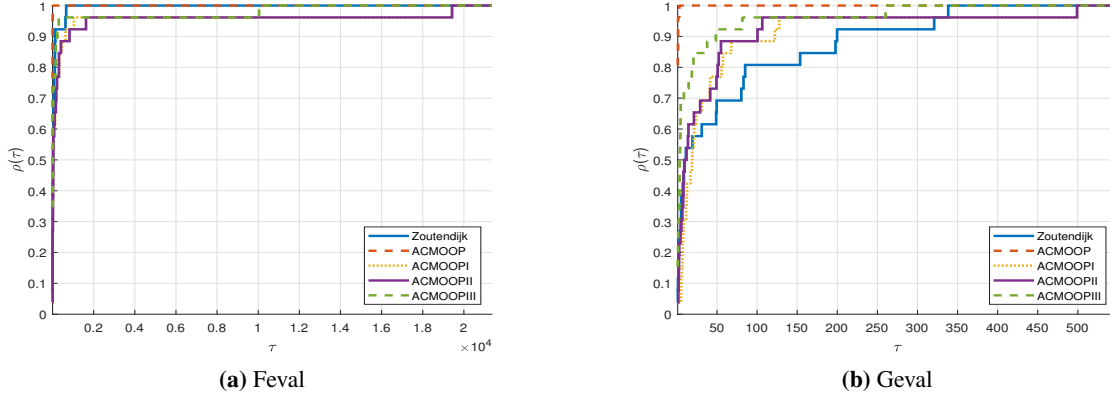 1
0.9
0.8
0.7
0.6
0.5
0.4
0.3
0.2
0.1
0
ρ(τ)
0.2 0.4 0.6 0.8 1 1.2 1.4 1.6 1.8 2
× 10^4
τ
Zoutendijk
ACMOOP
ACMOOPI
ACMOOPII
ACMOOPIII
(a) Feval
1
0.9
0.8
0.7
0.6
0.5
0.4
0.3
0.2
0.1
0
ρ(τ)
50 100 150 200 250 300 350 400 450 500
τ
Zoutendijk
ACMOOP
ACMOOPI
ACMOOPII
ACMOOPIII
(b) Geval